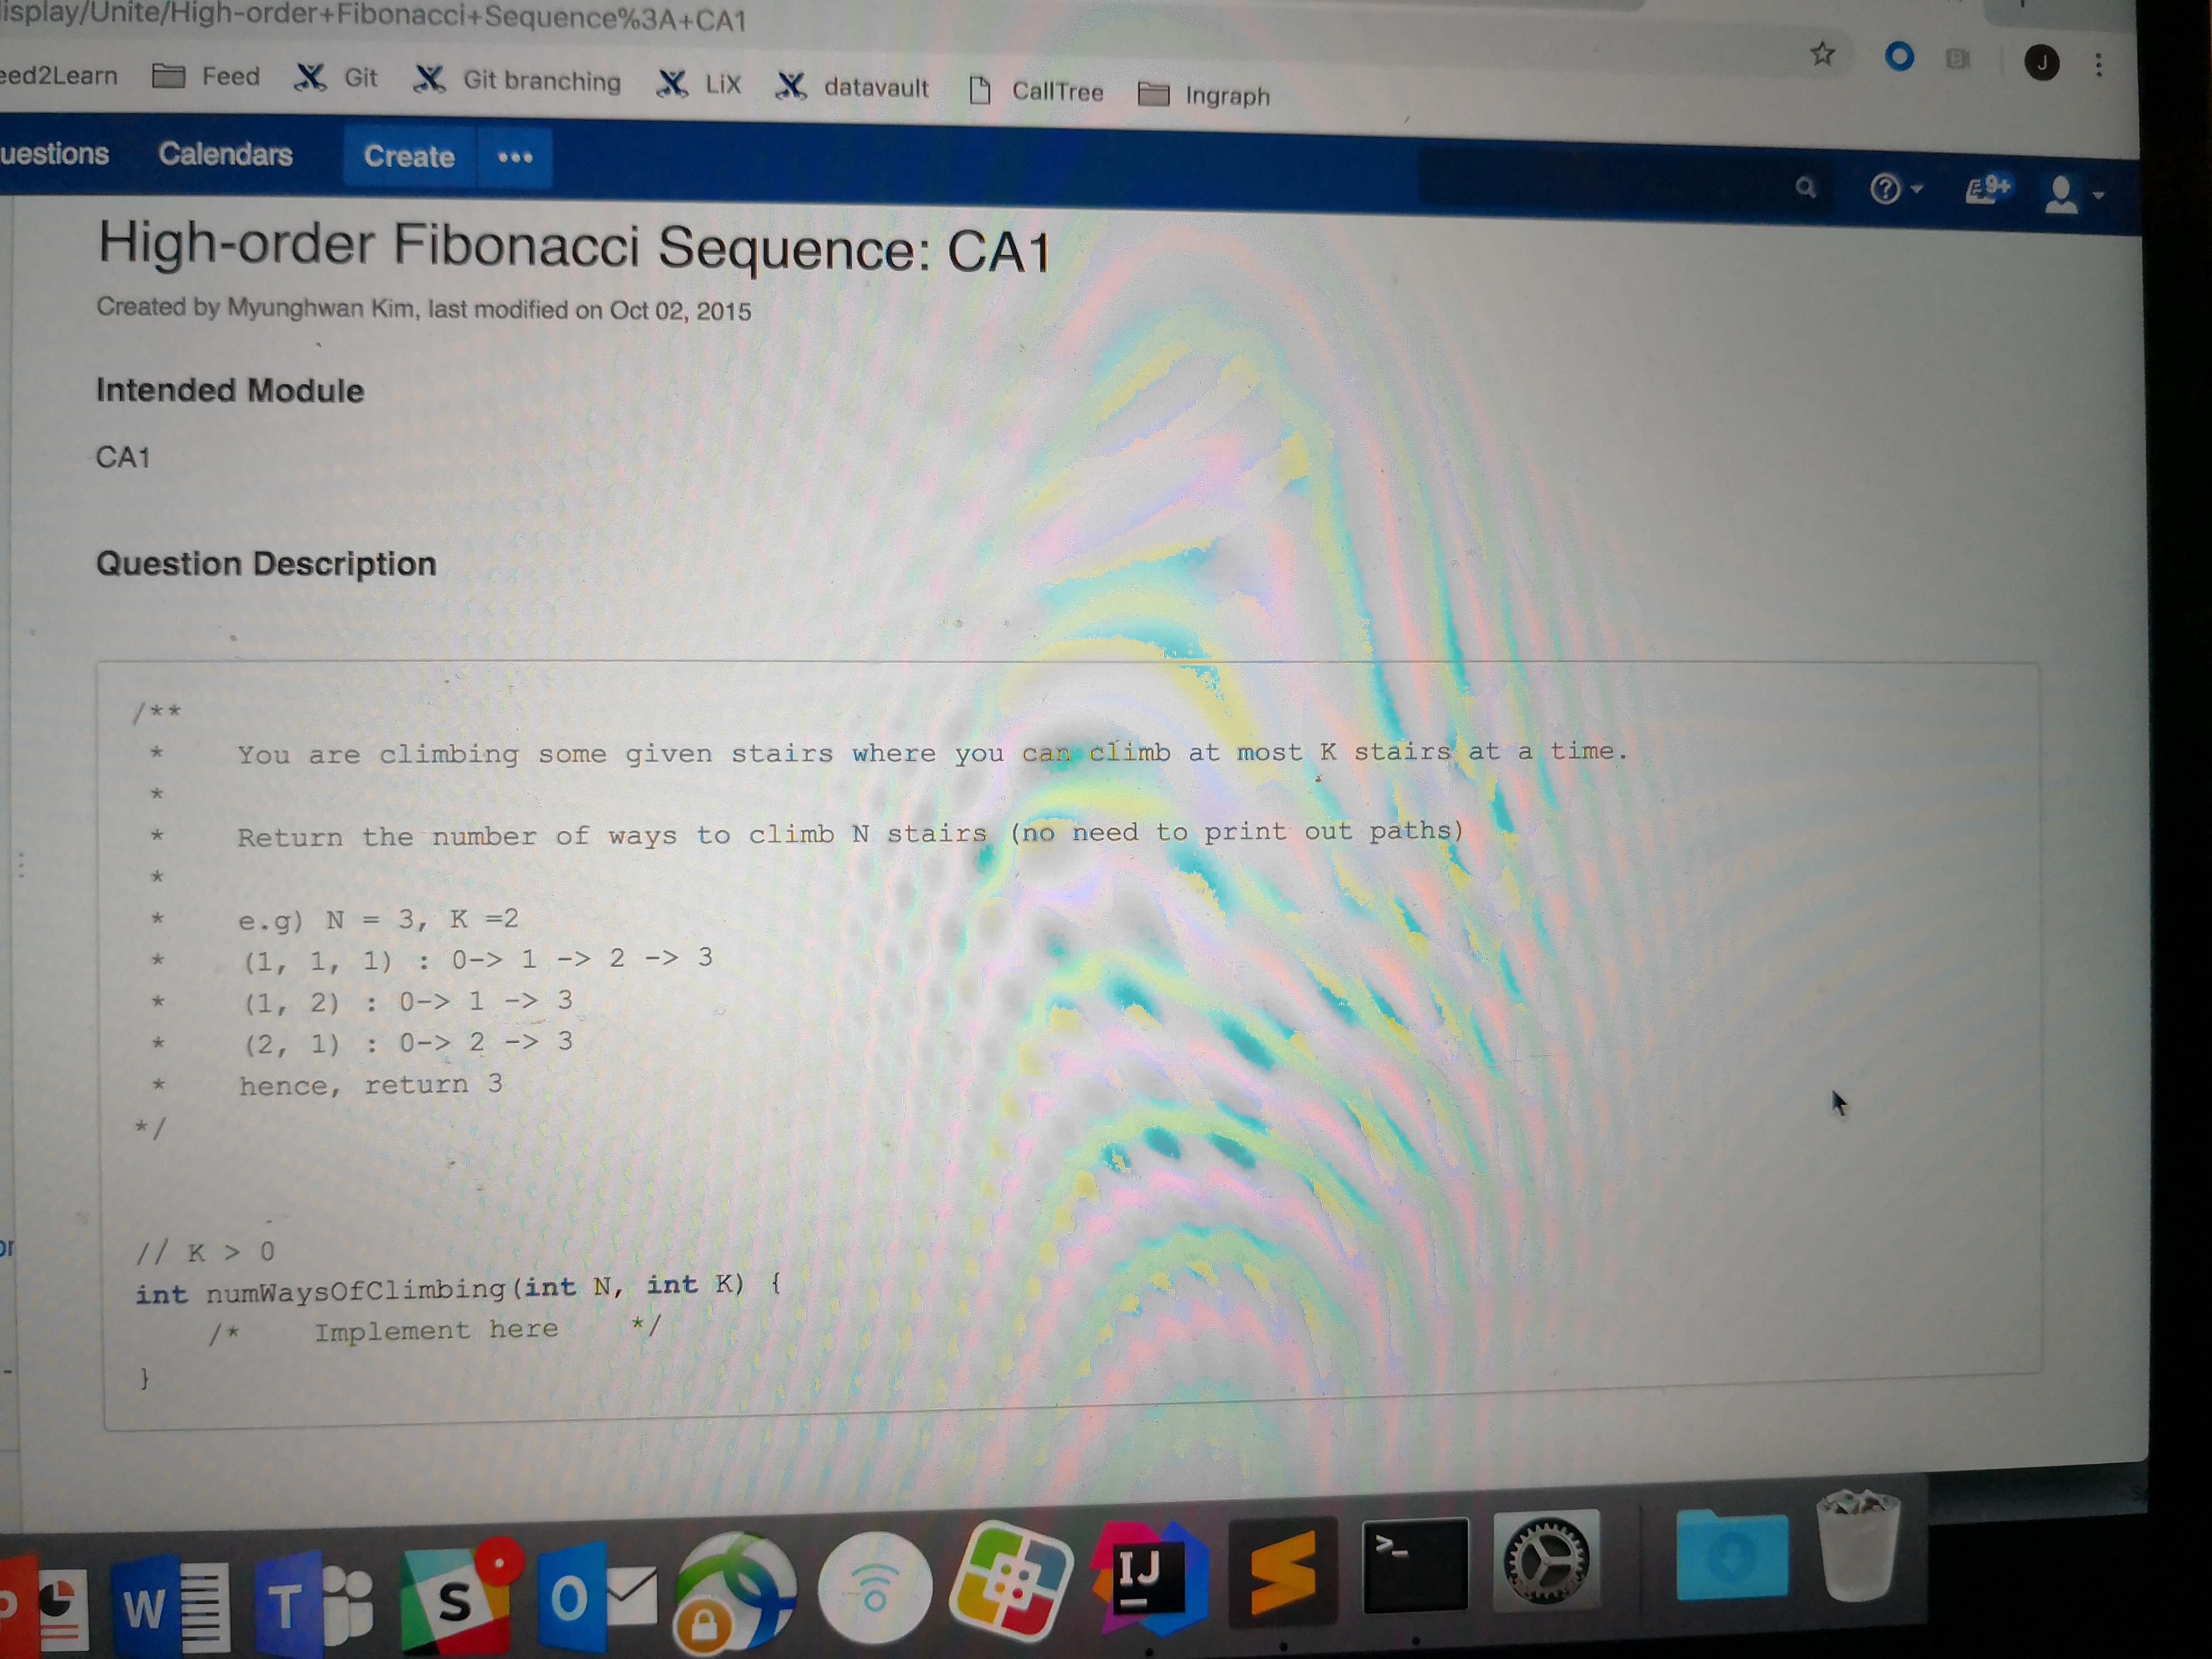 isplay/Unite/High-order+Fibonacci+Sequence%3A+CA1
eed2Learn Feed Git Git branching LiX datavault CallTree Ingraph
J
uestions Calendars Create •••
9+
High-order Fibonacci Sequence: CA1
Created by Myunghwan Kim, last modified on Oct 02, 2015
Intended Module
CA1
Question Description
/**
* You are climbing some given stairs where you can climb at most K stairs at a time.
*
* Return the number of ways to climb N stairs (no need to print out paths)
*
* e.g) N = 3, K =2
* (1, 1, 1) : 0-> 1 -> 2 -> 3
* (1, 2) : 0-> 1 -> 3
* (2, 1) : 0-> 2 -> 3
* hence, return 3
*/
// K > 0
int numWaysOfClimbing(int N, int K) {
/* Implement here */
}
or
P W T S O IJ >_